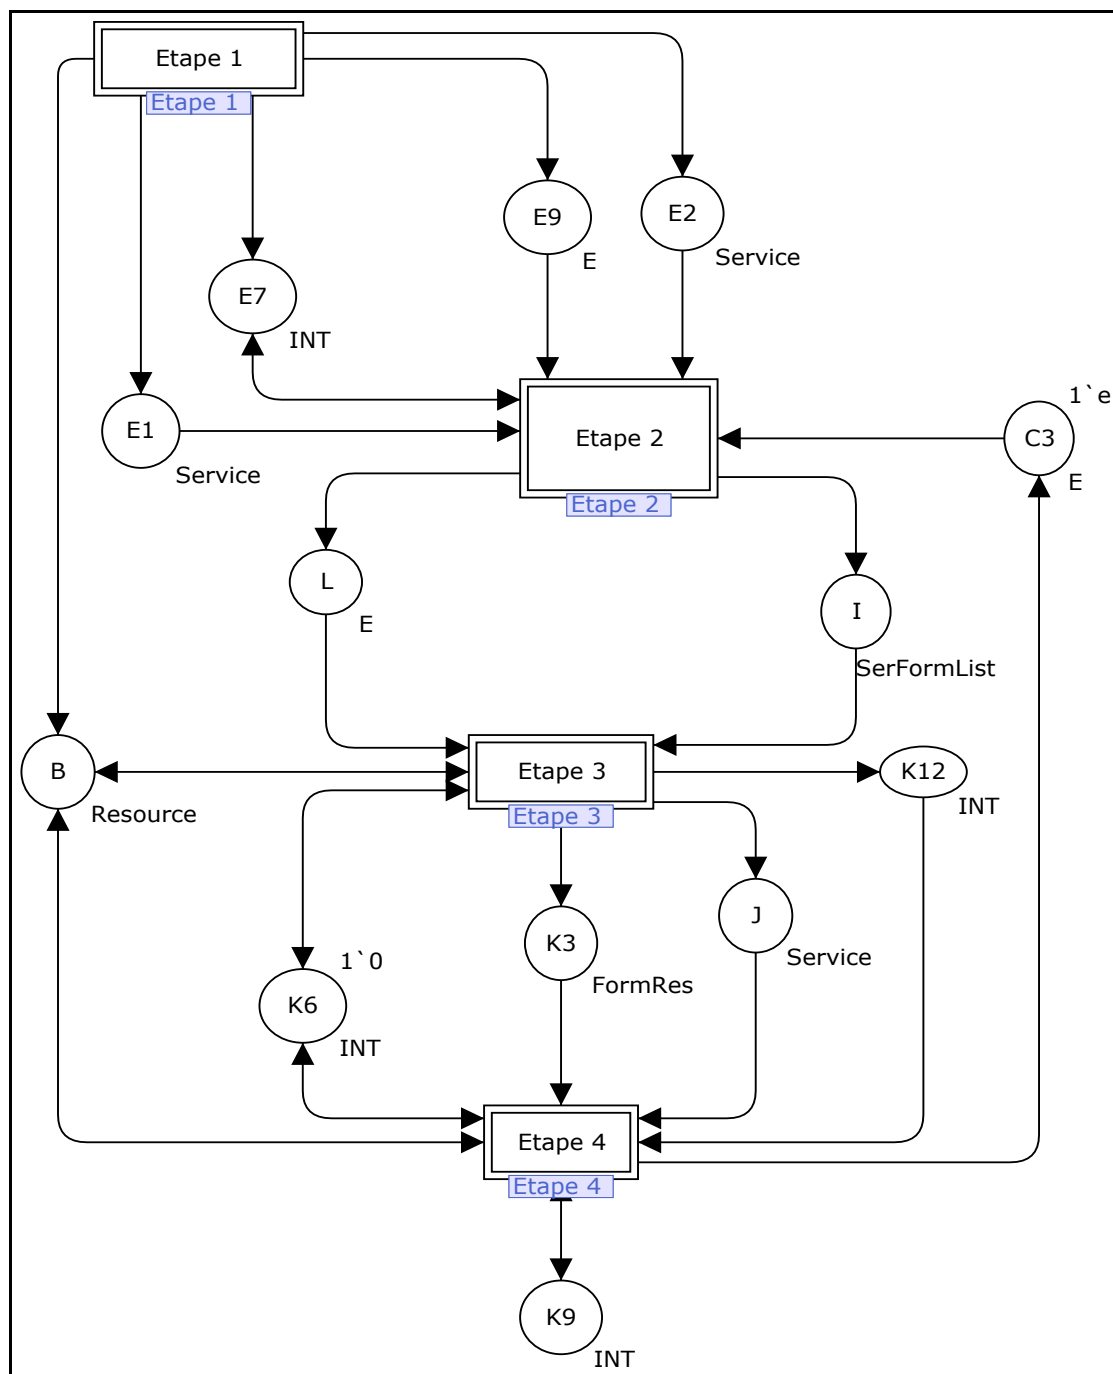 Etape 1
Etape 1
E9
E
E2
Service
E7
INT
1`e
E1
Service
Etape 2
Etape 2
C3
E
L
E
I
SerFormList
B
Resource
Etape 3
Etape 3
K12
INT
J
Service
K3
FormRes
1`0
K6
INT
Etape 4
Etape 4
K9
INT